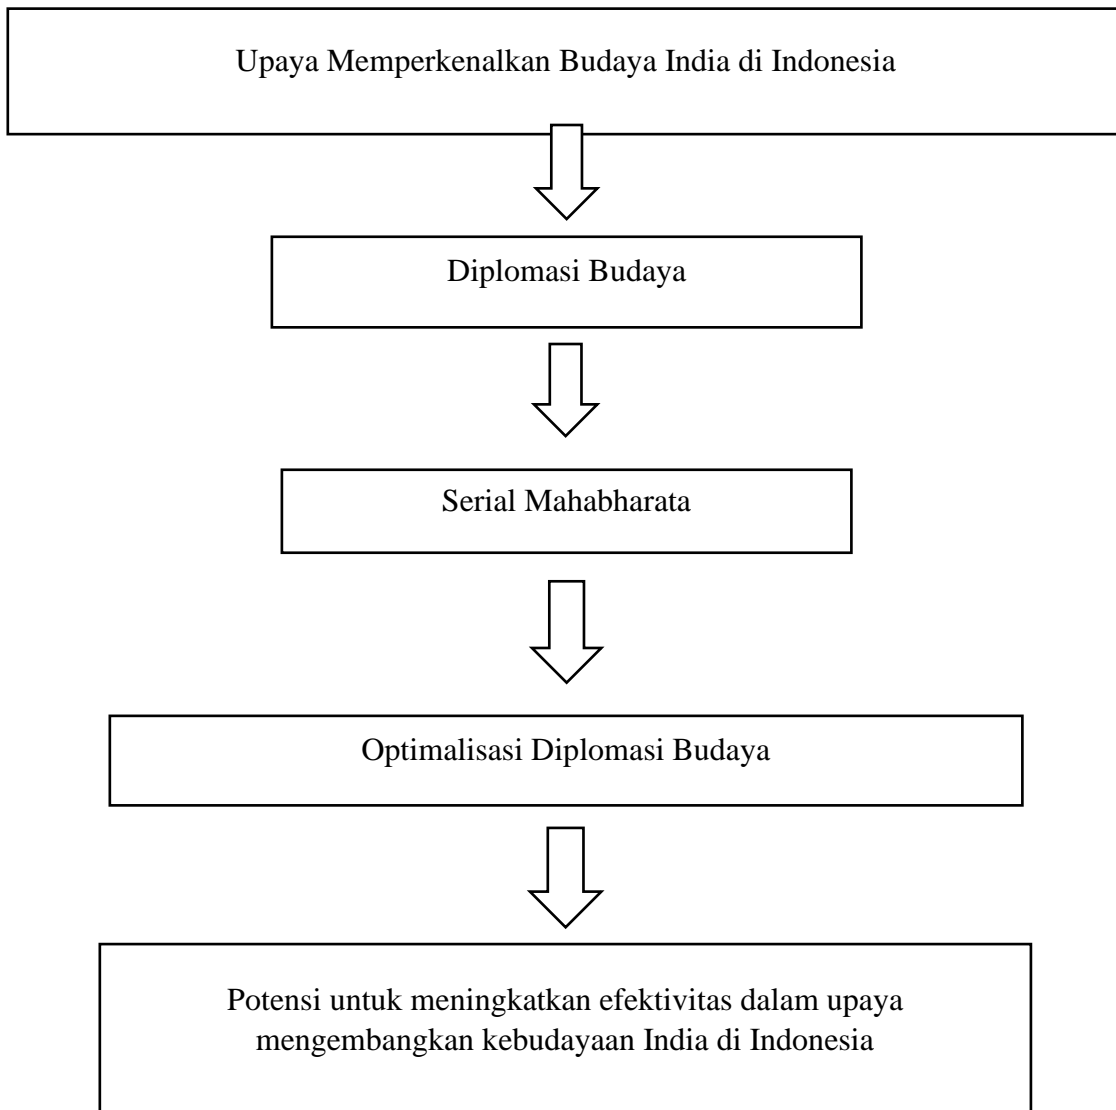 Upaya Memperkenalkan Budaya India di Indonesia
Diplomasi Budaya
Serial Mahabharata
Optimalisasi Diplomasi Budaya
Potensi untuk meningkatkan efektivitas dalam upaya
mengembangkan kebudayaan India di Indonesia